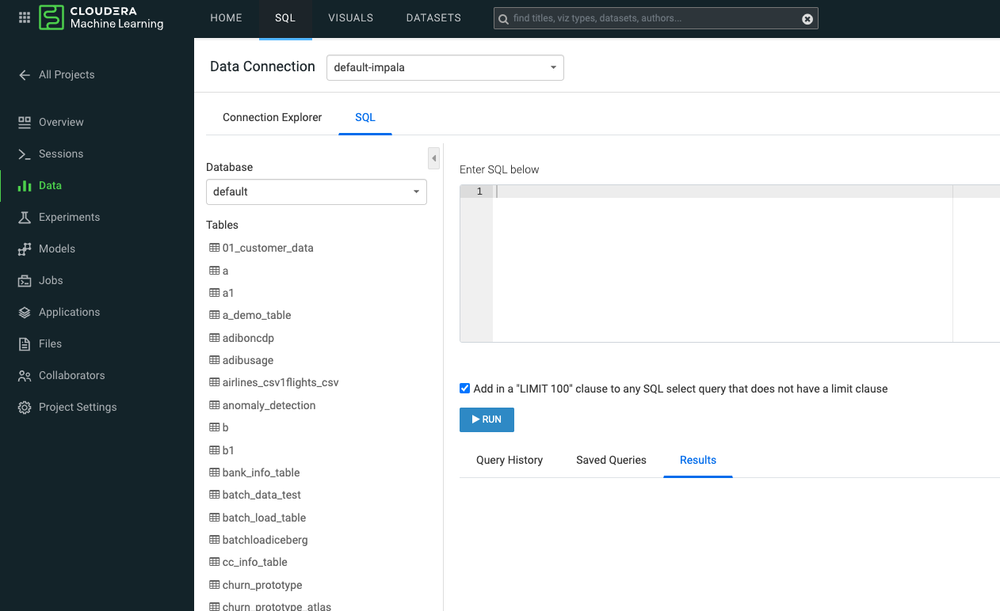 CLOUDERA
Machine Learning
HOME
SQL
VISUALS
DATASETS
find titles, viz types, datasets, authors...
All Projects
Overview
Sessions
Data
Experiments
Models
Jobs
Applications
Files
Collaborators
Project Settings
Data Connection
default-impala
Connection Explorer
SQL
Database
default
Tables
01_customer_data
a
a1
a_demo_table
adiboncdp
adibusage
airlines_csv1flights_csv
anomaly_detection
b
b1
bank_info_table
batch_data_test
batch_load_table
batchloadiceberg
cc_info_table
churn_prototype
churn_prototype_atlas
Enter SQL below
1
Add in a "LIMIT 100" clause to any SQL select query that does not have a limit clause
RUN
Query History
Saved Queries
Results